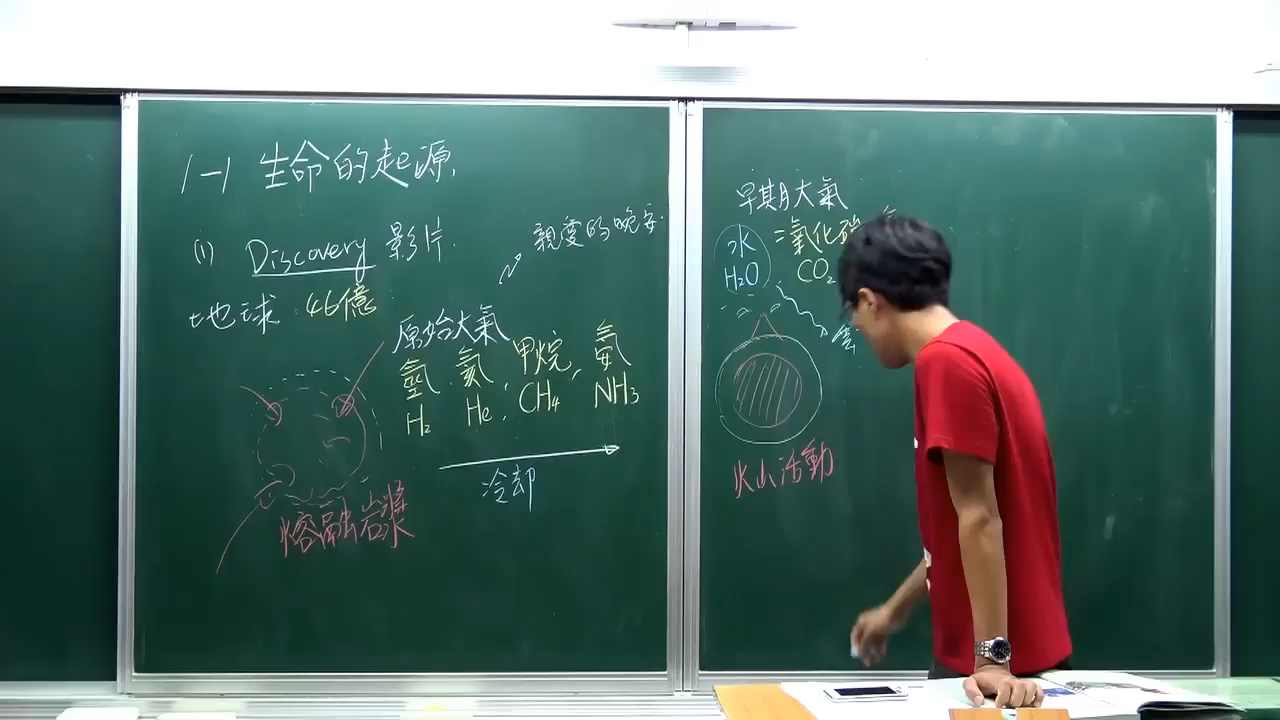 1-1 生命的起源
(1) Discovery 影片.
親愛的晚安
地球: 46億
原始大氣
氫, 氦, 甲烷, 氨
H₂ He, CH₄ NH₃
冷却
熔融岩漿
早期大氣
水 二氧化碳
H₂O CO₂
火山活動